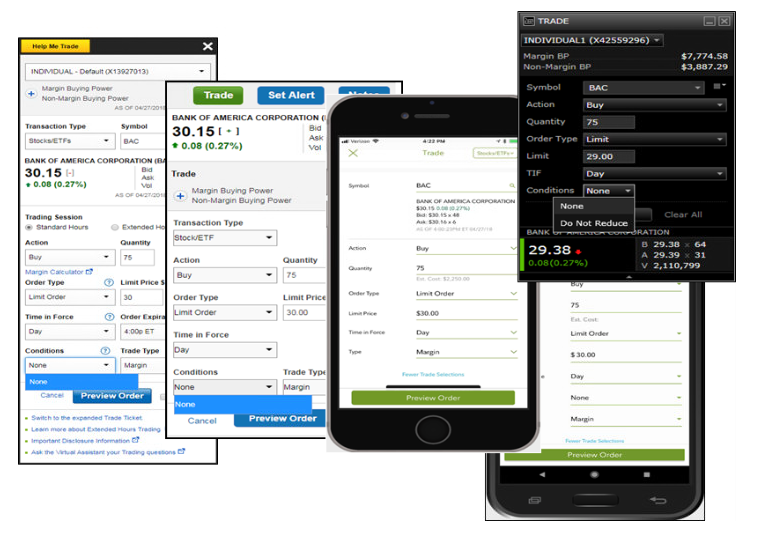 Help Me Trade
INDIVIDUAL - Default (X13927013)
Margin Buying Power
Non-Margin Buying Power
AS OF 04/27/2018
Transaction Type Symbol
Stocks/ETFs BAC
BANK OF AMERICA CORPORATION (BA
30.15 [-] Bid
Ask
+ 0.08 (0.27%) Vol
AS OF 04/27/2018
Trading Session
Standard Hours Extended Ho
Action Quantity
Buy 75
Margin Calculator
Order Type Limit Price $
Limit Order 30
Time in Force Order Expira
Day 4:00p ET
Conditions Trade Type
None Margin
None
Cancel Preview Order
Switch to the expanded Trade Ticket
Learn more about Extended Hours Trading
Important Disclosure Information
Ask the Virtual Assistant your Trading questions
Trade Set Alert Notes
BANK OF AMERICA CORPORATION (
30.15 [ + ] Bid
Ask
0.08 (0.27%) Vol
Trade
Margin Buying Power
Non-Margin Buying Power
Transaction Type
Stock/ETF
Action Quantity
Buy 75
Order Type Limit Price
Limit Order 30.00
Time in Force
Day
Conditions Trade Type
None Margin
None
Cancel Preview Order
Verizon 4:22 PM
Trade Stocks/ETFs
Symbol BAC
BANK OF AMERICA CORPORATION
$30.15 0.08 (0.27%)
Bid: $30.15 x 48
Ask: $30.16 x 6
AS OF 4:00:23PM ET 04/27/18
Action Buy
Quantity 75
Est. Cost: $2,250.00
Order Type Limit Order
Limit Price $30.00
Time in Force Day
Type Margin
Fewer Trade Selections
Preview Order
TRADE
INDIVIDUAL1 (X42559296)
Margin BP $7,774.58
Non-Margin BP $3,887.29
Symbol BAC
Action Buy
Quantity 75
Order Type Limit
Limit 29.00
TIF Day
Conditions None
None
Do Not Reduce
Clear All
BANK OF AMERICA CORPORATION
29.38 B 29.38 x 64
A 29.39 x 31
0.08(0.27%) V 2,110,799
Buy
75
Est. Cost:
Limit Order
$ 30.00
Day
None
Margin
Fewer Trade Selections
Preview Order